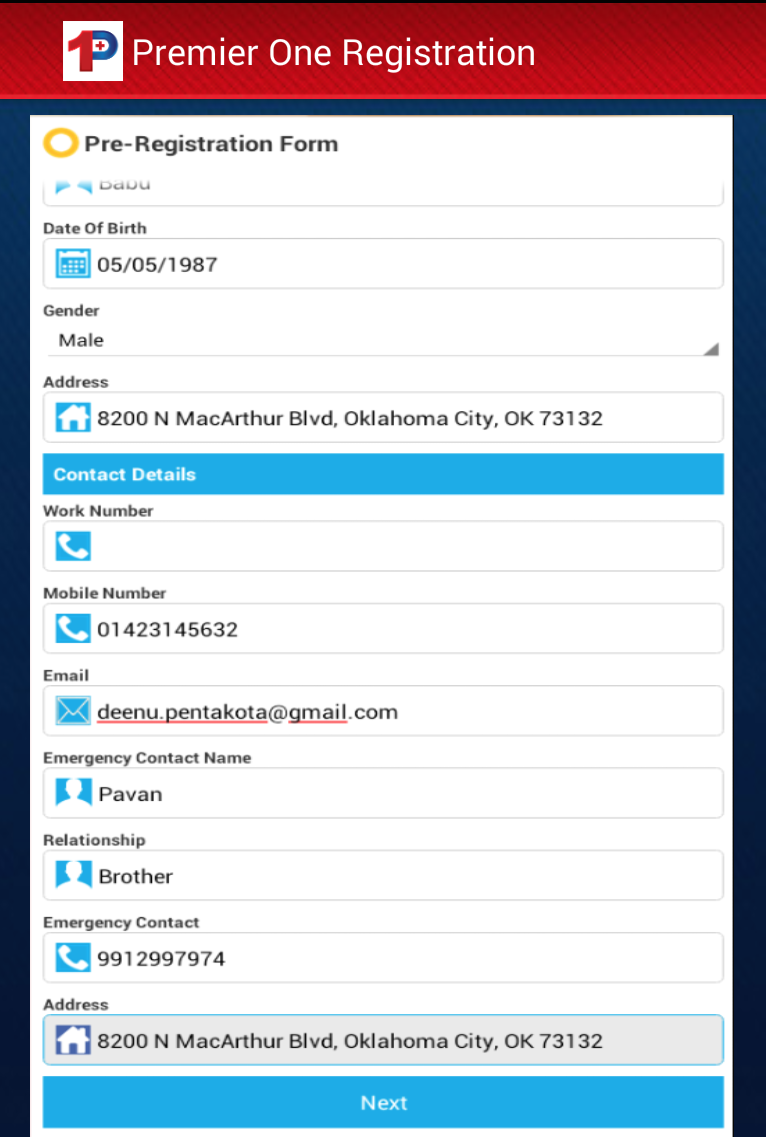 1P Premier One Registration
Pre-Registration Form
Babu
Date Of Birth
05/05/1987
Gender
Male
Address
8200 N MacArthur Blvd, Oklahoma City, OK 73132
Contact Details
Work Number
Mobile Number
01423145632
Email
deenu.pentakota@gmail.com
Emergency Contact Name
Pavan
Relationship
Brother
Emergency Contact
9912997974
Address
8200 N MacArthur Blvd, Oklahoma City, OK 73132
Next